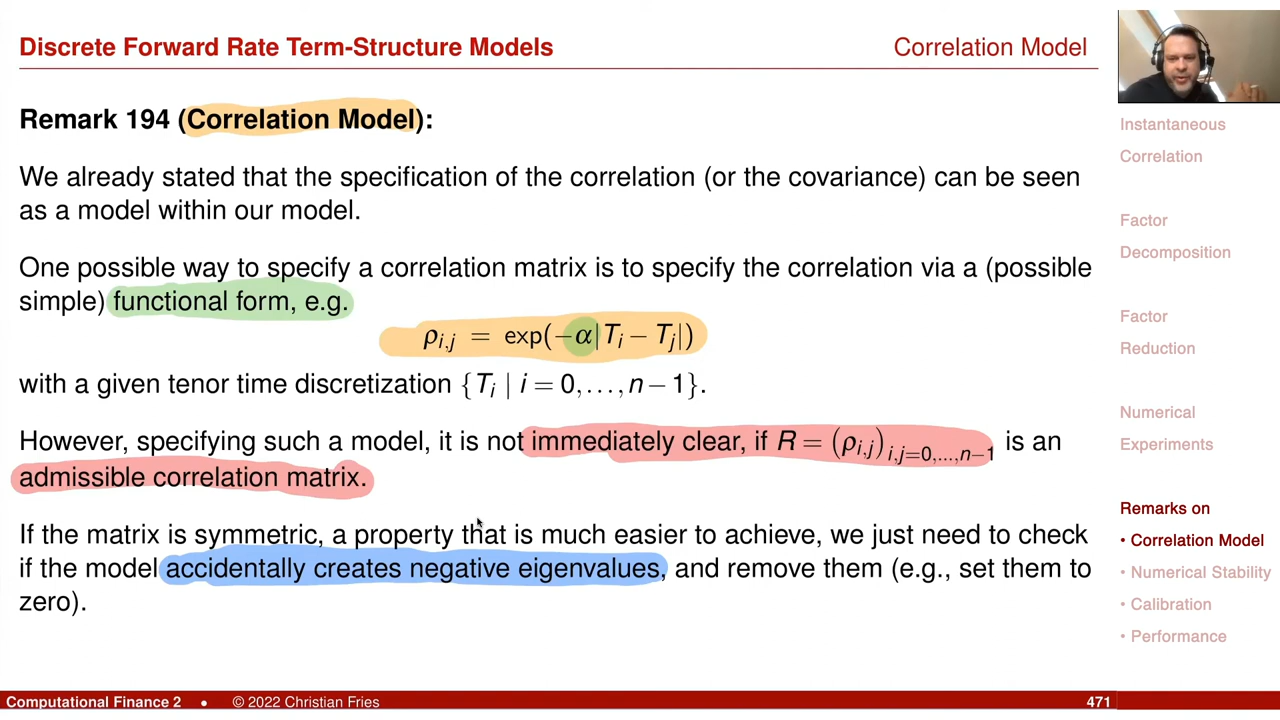 Discrete Forward Rate Term-Structure Models
Correlation Model
Remark 194 (Correlation Model):
We already stated that the specification of the correlation (or the covariance) can be seen
as a model within our model.
One possible way to specify a correlation matrix is to specify the correlation via a (possible
simple) functional form, e.g.
ρi,j = exp(−α|Ti − Tj|)
with a given tenor time discretization {Ti | i = 0,...,n−1}.
However, specifying such a model, it is not immediately clear, if R = (ρi,j)i,j=0,...,n−1 is an
admissible correlation matrix.
If the matrix is symmetric, a property that is much easier to achieve, we just need to check
if the model accidentally creates negative eigenvalues, and remove them (e.g., set them to
zero).
Instantaneous
Correlation
Factor
Decomposition
Factor
Reduction
Numerical
Experiments
Remarks on
• Correlation Model
• Numerical Stability
• Calibration
• Performance
Computational Finance 2 • © 2022 Christian Fries
471